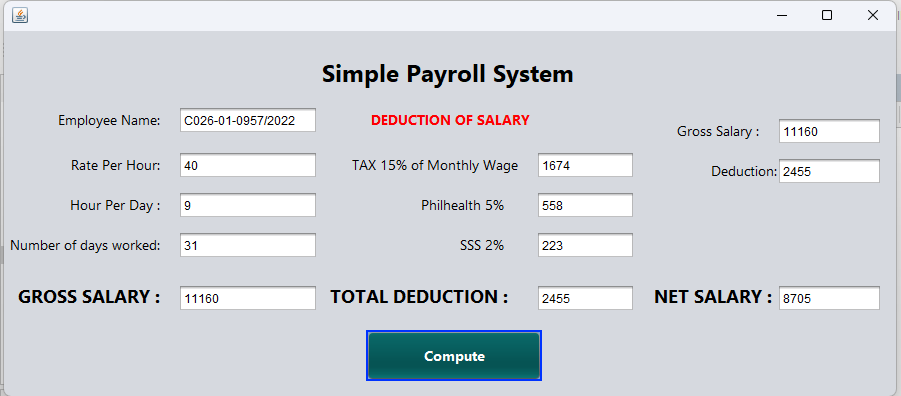 Simple Payroll System
Employee Name: C026-01-0957/2022
DEDUCTION OF SALARY
Gross Salary : 11160
Rate Per Hour: 40
TAX 15% of Monthly Wage 1674
Deduction: 2455
Hour Per Day : 9
Philhealth 5% 558
Number of days worked: 31
SSS 2% 223
GROSS SALARY : 11160
TOTAL DEDUCTION : 2455
NET SALARY : 8705
Compute